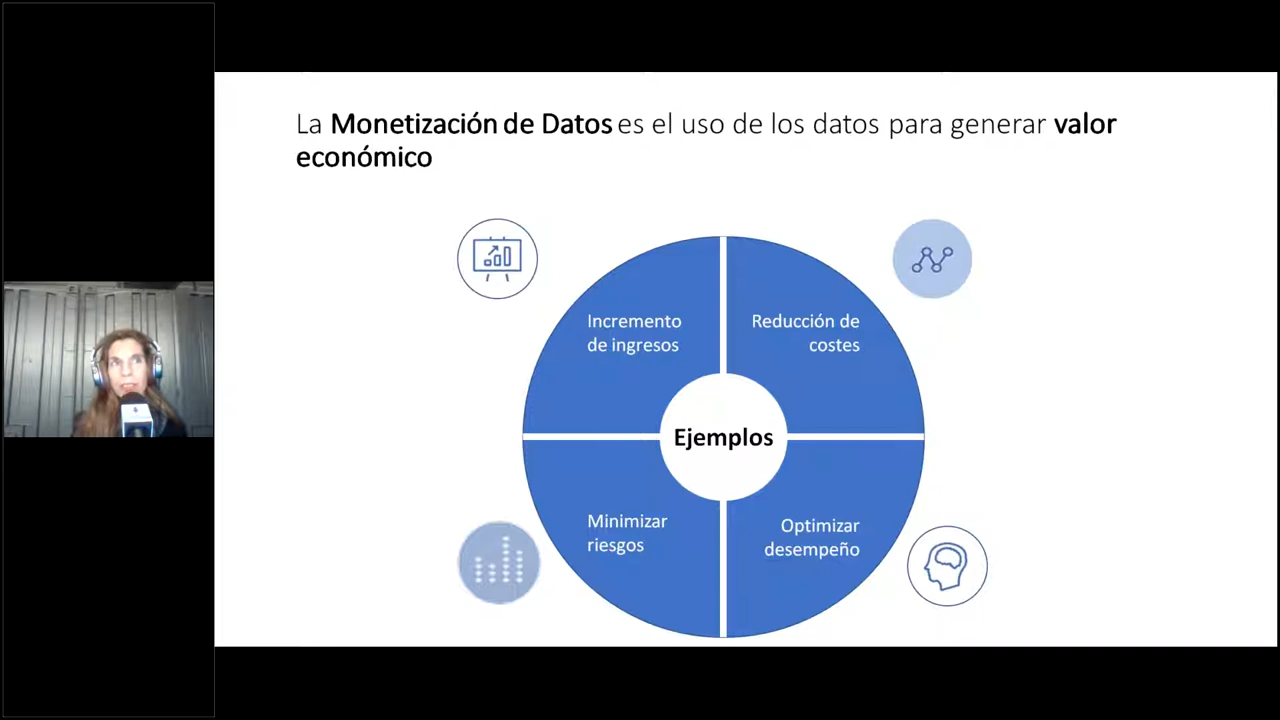 La Monetización de Datos es el uso de los datos para generar valor
económico
Incremento
de ingresos
Reducción de
costes
Ejemplos
Minimizar
riesgos
Optimizar
desempeño